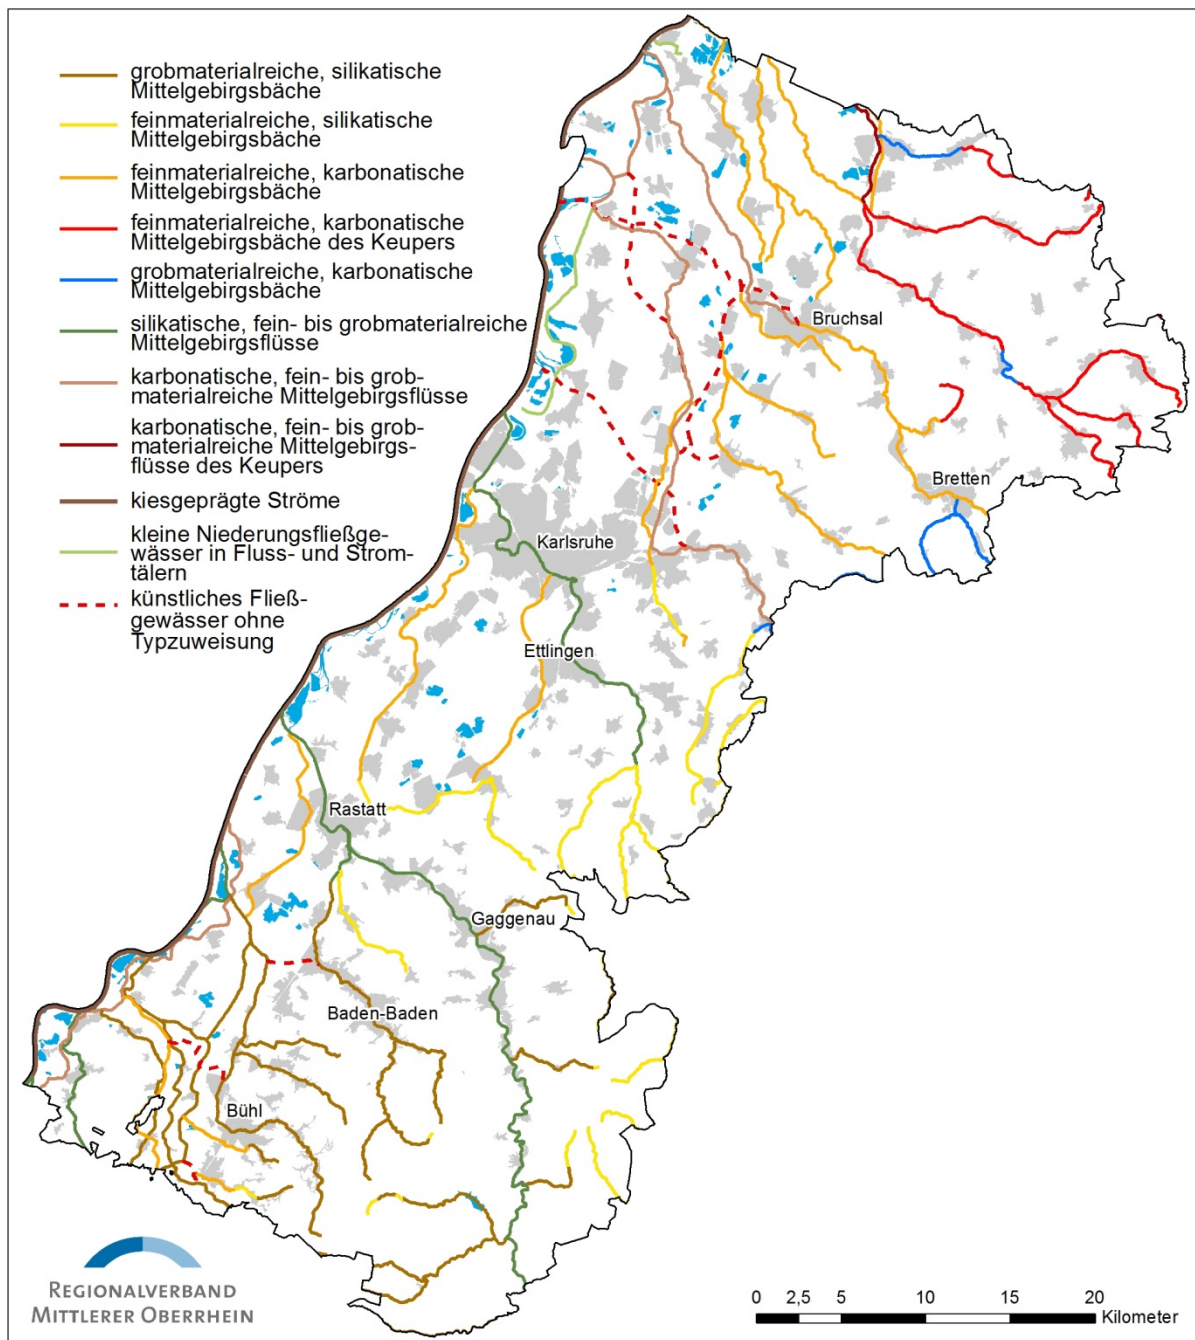 grobmaterialreiche, silikatische
Mittelgebirgsbäche
feinmaterialreiche, silikatische
Mittelgebirgsbäche
feinmaterialreiche, karbonatische
Mittelgebirgsbäche
feinmaterialreiche, karbonatische
Mittelgebirgsbäche des Keupers
grobmaterialreiche, karbonatische
Mittelgebirgsbäche
silikatische, fein- bis grobmaterialreiche
Mittelgebirgsflüsse
karbonatische, fein- bis grob-
materialreiche Mittelgebirgsflüsse
karbonatische, fein- bis grob-
materialreiche Mittelgebirgs-
flüsse des Keupers
kiesgeprägte Ströme
kleine Niederungsfließge-
wässer in Fluss- und Strom-
tälern
künstliches Fließ-
gewässer ohne
Typzuweisung
Bruchsal
Bretten
Karlsruhe
Ettlingen
Rastatt
Gaggenau
Baden-Baden
Bühl
REGIONALVERBAND
MITTLERER OBERRHEIN
0 2,5 5 10 15 20
Kilometer